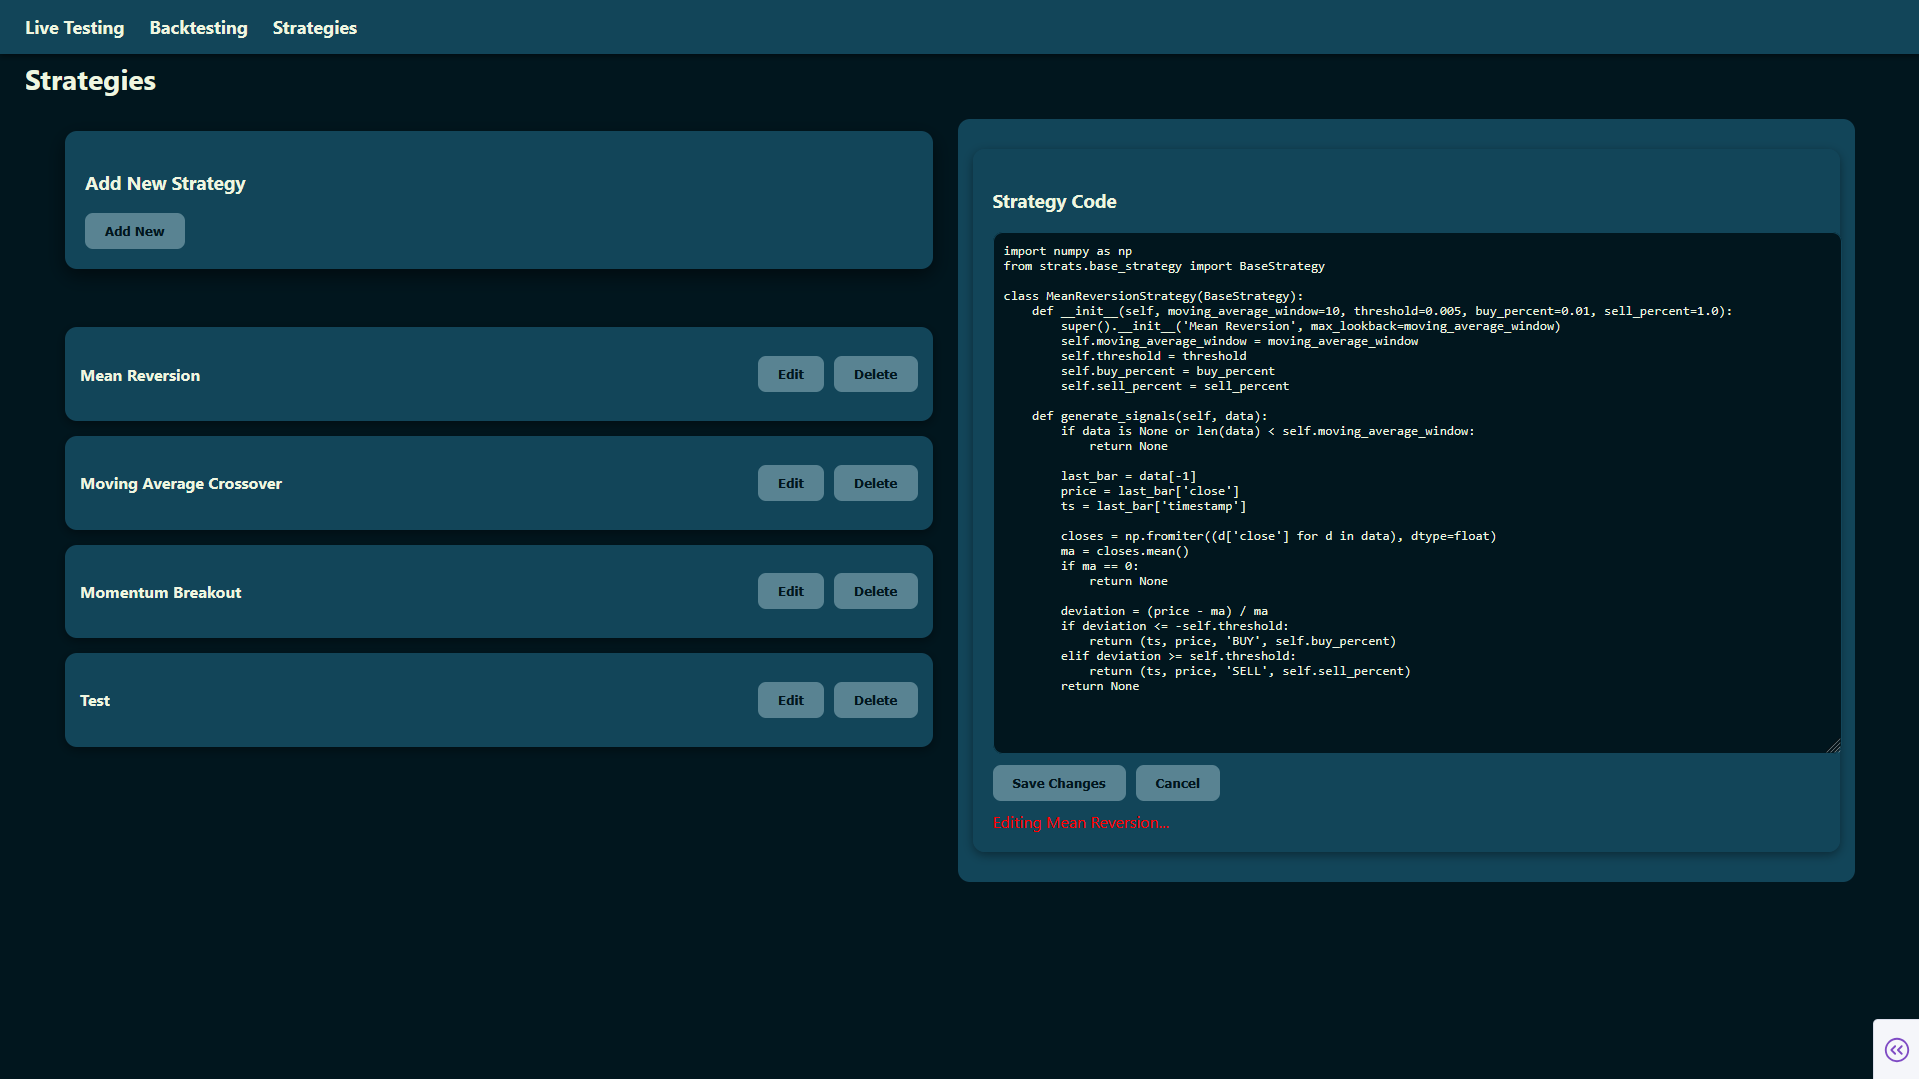 Live Testing Backtesting Strategies
Strategies
Add New Strategy
Add New
Mean Reversion Edit Delete
Moving Average Crossover Edit Delete
Momentum Breakout Edit Delete
Test Edit Delete
Strategy Code
import numpy as np
from strats.base_strategy import BaseStrategy

class MeanReversionStrategy(BaseStrategy):
    def __init__(self, moving_average_window=10, threshold=0.005, buy_percent=0.01, sell_percent=1.0):
        super().__init__('Mean Reversion', max_lookback=moving_average_window)
        self.moving_average_window = moving_average_window
        self.threshold = threshold
        self.buy_percent = buy_percent
        self.sell_percent = sell_percent

    def generate_signals(self, data):
        if data is None or len(data) < self.moving_average_window:
            return None

        last_bar = data[-1]
        price = last_bar['close']
        ts = last_bar['timestamp']

        closes = np.fromiter((d['close'] for d in data), dtype=float)
        ma = closes.mean()
        if ma == 0:
            return None

        deviation = (price - ma) / ma
        if deviation <= -self.threshold:
            return (ts, price, 'BUY', self.buy_percent)
        elif deviation >= self.threshold:
            return (ts, price, 'SELL', self.sell_percent)
        return None
Save Changes Cancel
Editing Mean Reversion...